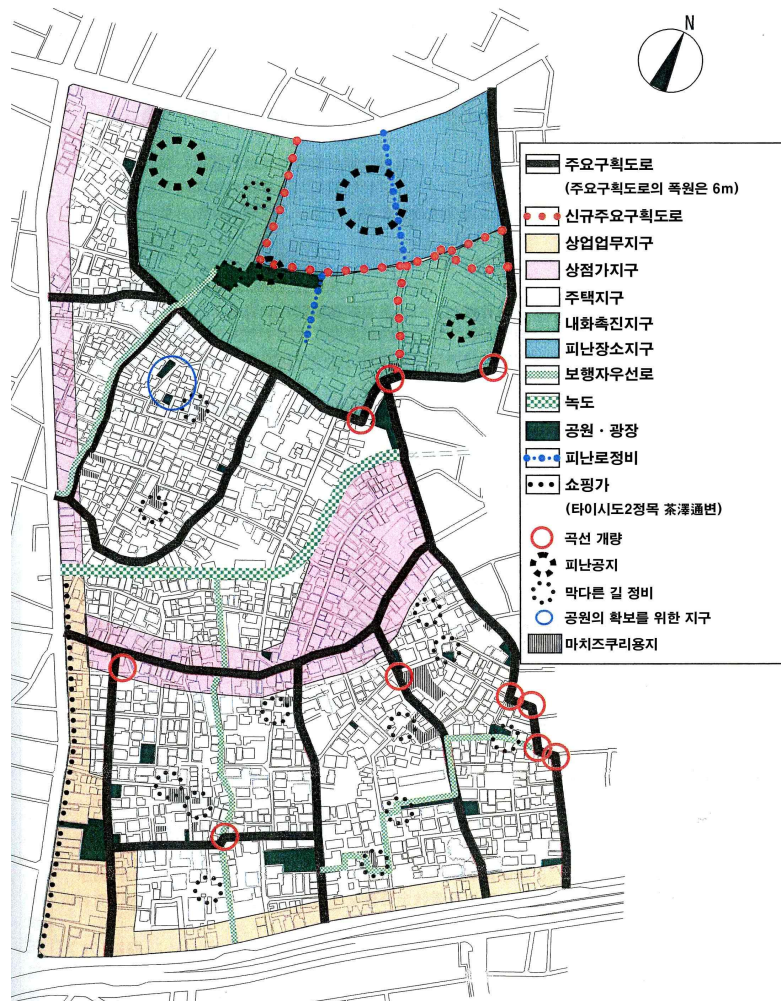 N
주요구획도로
(주요구획도로의 폭원은 6m)
신규주요구획도로
상업업무지구
상점가지구
주택지구
내화촉진지구
피난장소지구
보행자우선로
녹도
공원·광장
피난로정비
쇼핑가
(타이시도2정목 茶澤通변)
곡선 개량
피난공지
막다른 길 정비
공원의 확보를 위한 지구
마치즈쿠리용지